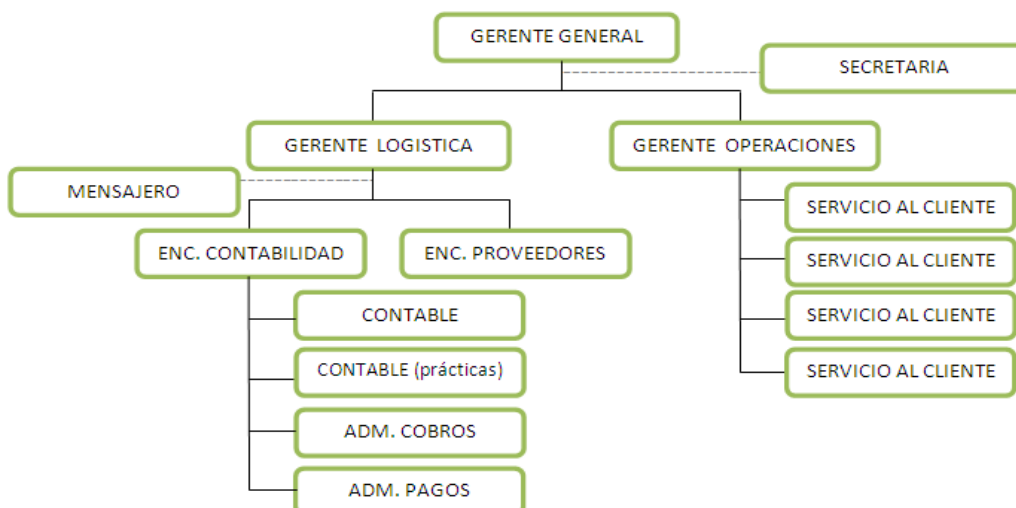 GERENTE GENERAL
SECRETARIA
GERENTE LOGISTICA
GERENTE OPERACIONES
MENSAJERO
SERVICIO AL CLIENTE
ENC. CONTABILIDAD
ENC. PROVEEDORES
SERVICIO AL CLIENTE
CONTABLE
SERVICIO AL CLIENTE
CONTABLE (prácticas)
SERVICIO AL CLIENTE
ADM. COBROS
ADM. PAGOS